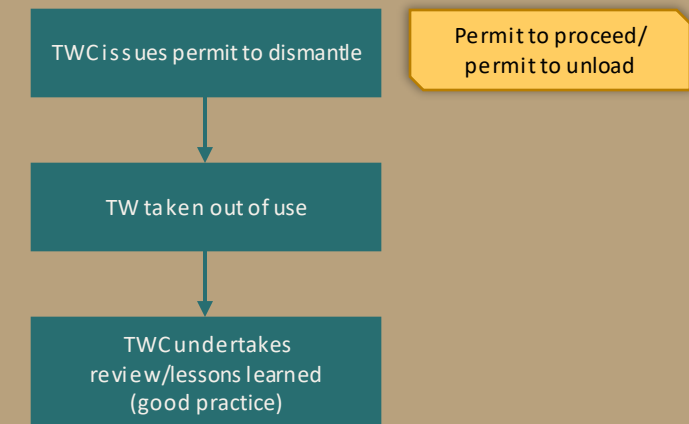 TWC issues permit to dismantle
Permit to proceed/
permit to unload
TW taken out of use
TWC undertakes
review/lessons learned
(good practice)